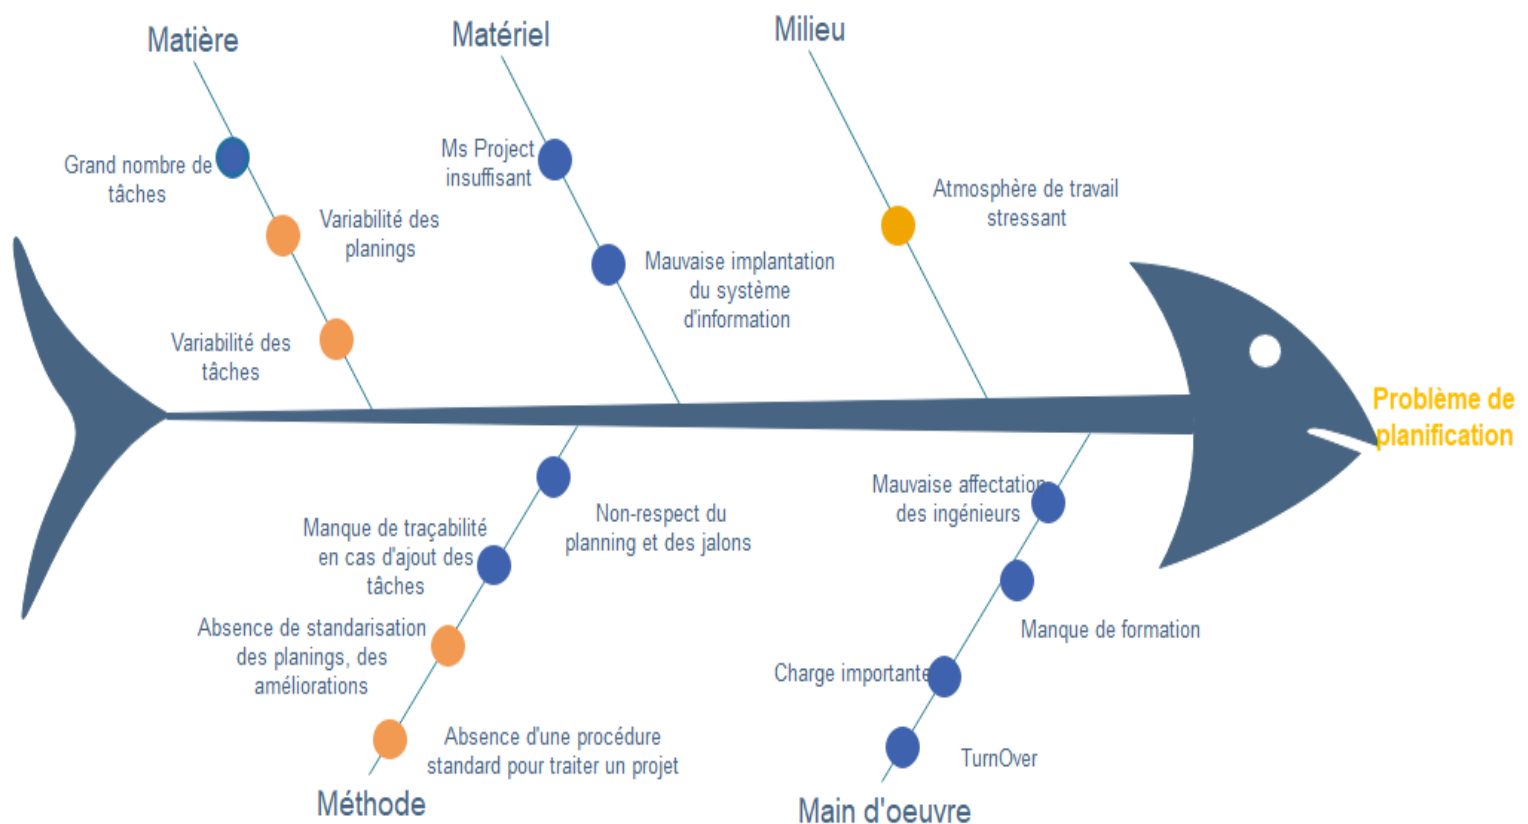 Matière
Matériel
Milieu
Grand nombre de
tâches
Variabilité des
planings
Variabilité des
tâches
Ms Project
insuffisant
Mauvaise implantation
du système
d'information
Atmosphère de travail
stressant
Problème de
planification
Non-respect du
planning et des jalons
Manque de traçabilité
en cas d'ajout des
tâches
Absence de standarisation
des planings, des
améliorations
Absence d'une procédure
standard pour traiter un projet
Méthode
Mauvaise affectation
des ingénieurs
Manque de formation
Charge importante
TurnOver
Main d'oeuvre